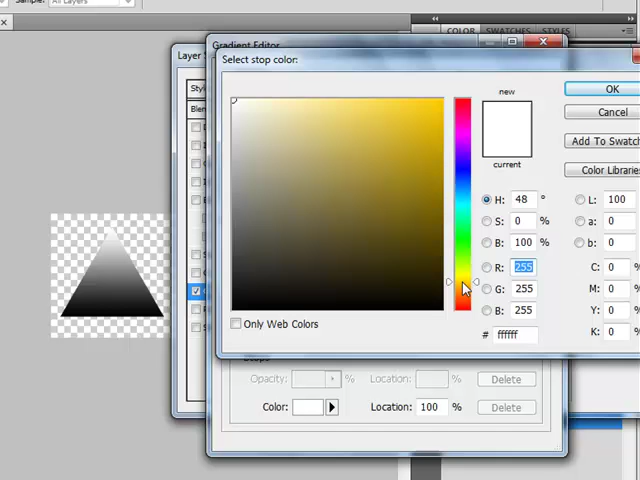 Sample: All Layers
COLOR SWATCHES STYLES
Gradient Editor
Layer S
Select stop color:
Style
Blen
new
current
OK
Cancel
Add To Swatch
Color Libraries
H: 48 °
S: 0 %
B: 100 %
R: 255
G: 255
B: 255
# ffffff
L: 100
a: 0
b: 0
C: 0 %
M: 0 %
Y: 0 %
K: 0 %
Only Web Colors
Stops
Opacity: % Location: % Delete
Color: Location: 100 % Delete